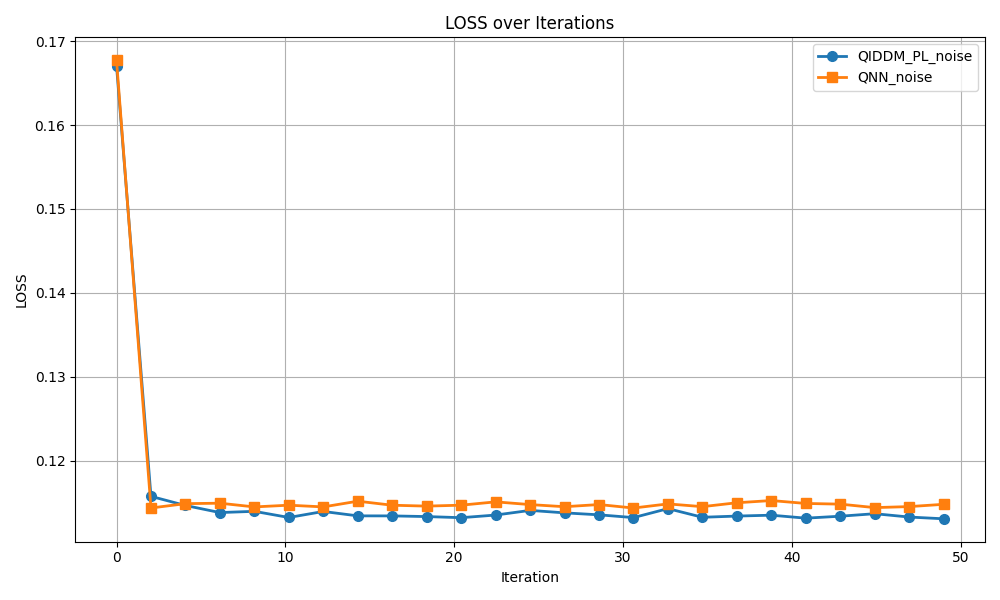 LOSS over Iterations
QIDDM_PL_noise
QNN_noise
LOSS
0.17
0.16
0.15
0.14
0.13
0.12
0 10 20 30 40 50
Iteration